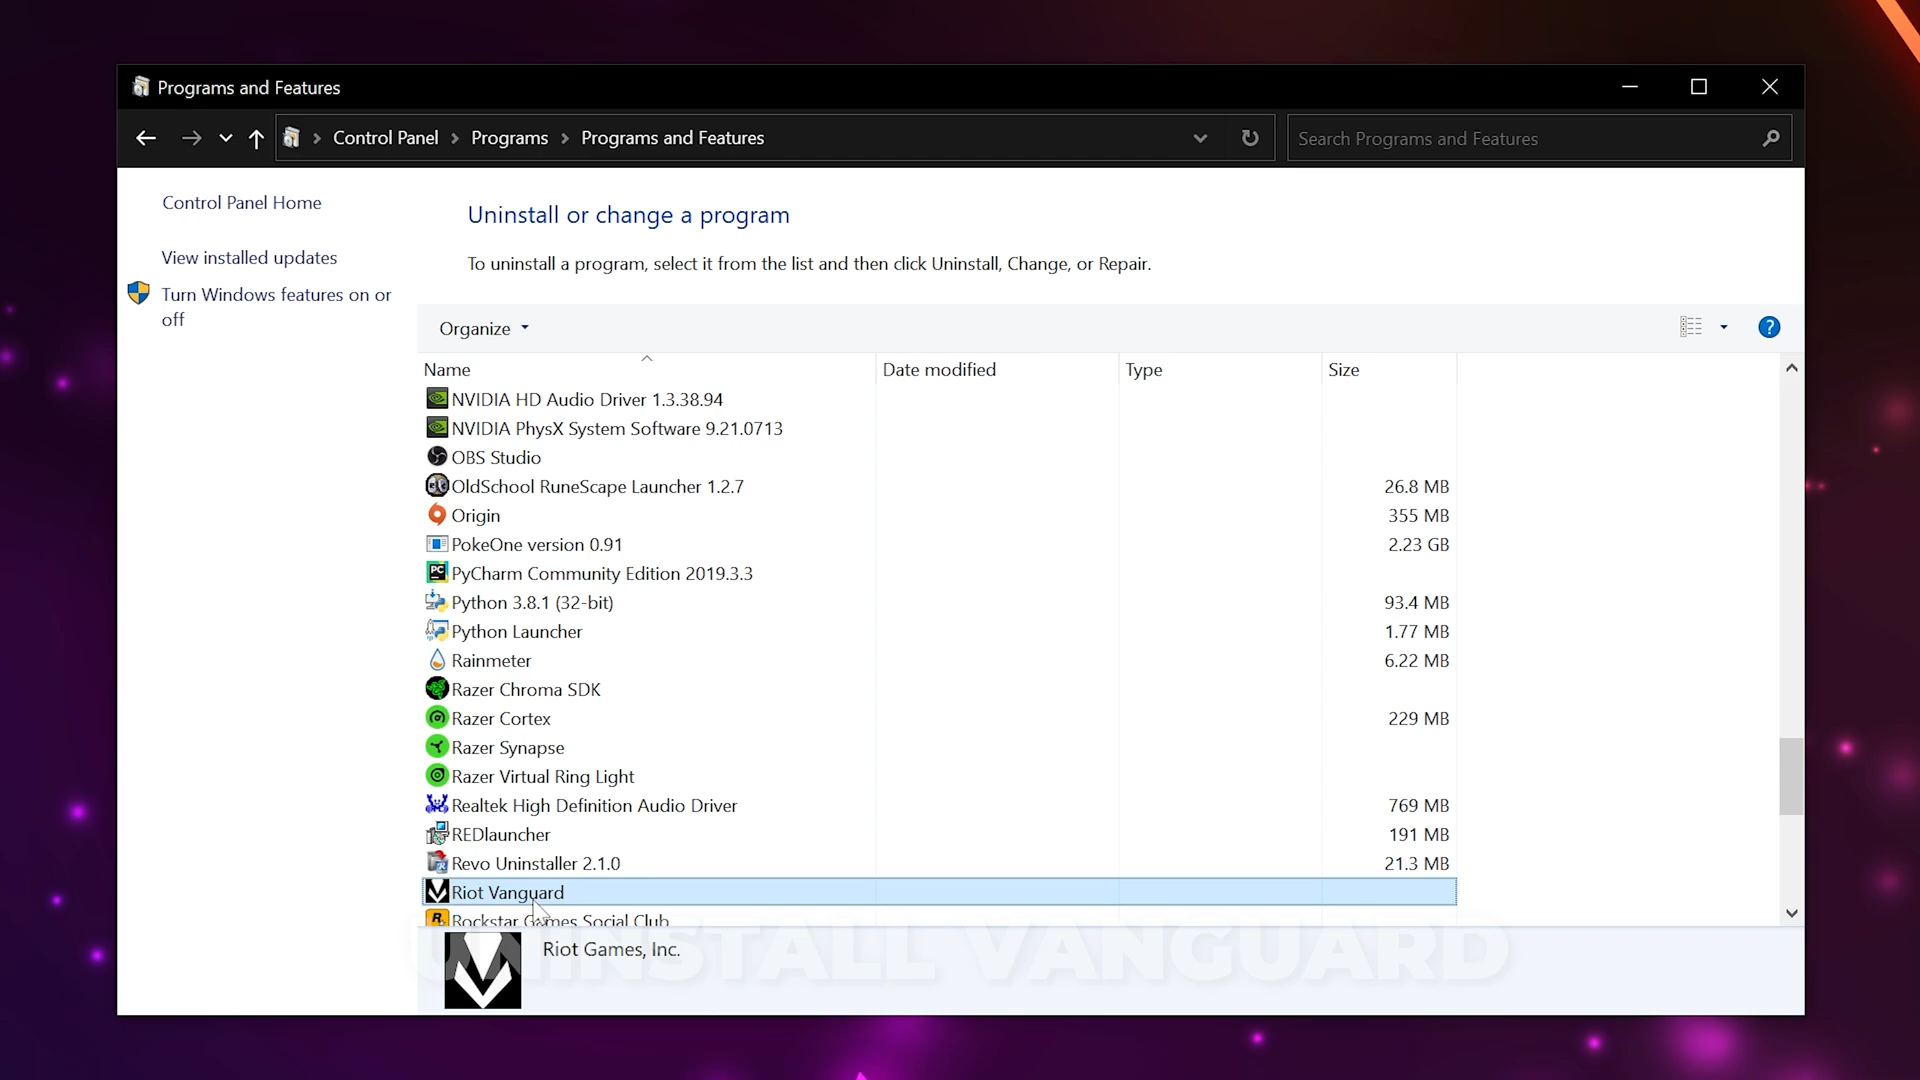 Programs and Features
Control Panel
Programs
Programs and Features
Search Programs and Features
Control Panel Home
View installed updates
Turn Windows features on or
off
Uninstall or change a program
To uninstall a program, select it from the list and then click Uninstall, Change, or Repair.
Organize
Name
Date modified
Type
Size
NVIDIA HD Audio Driver 1.3.38.94
NVIDIA PhysX System Software 9.21.0713
OBS Studio
OldSchool RuneScape Launcher 1.2.7 26.8 MB
Origin 355 MB
PokeOne version 0.91 2.23 GB
PyCharm Community Edition 2019.3.3
Python 3.8.1 (32-bit) 93.4 MB
Python Launcher 1.77 MB
Rainmeter 6.22 MB
Razer Chroma SDK
Razer Cortex 229 MB
Razer Synapse
Razer Virtual Ring Light
Realtek High Definition Audio Driver 769 MB
REDlauncher 191 MB
Revo Uninstaller 2.1.0 21.3 MB
Riot Vanguard
Rockstar Games Social Club
Riot Games, Inc.
UNINSTALL VANGUARD